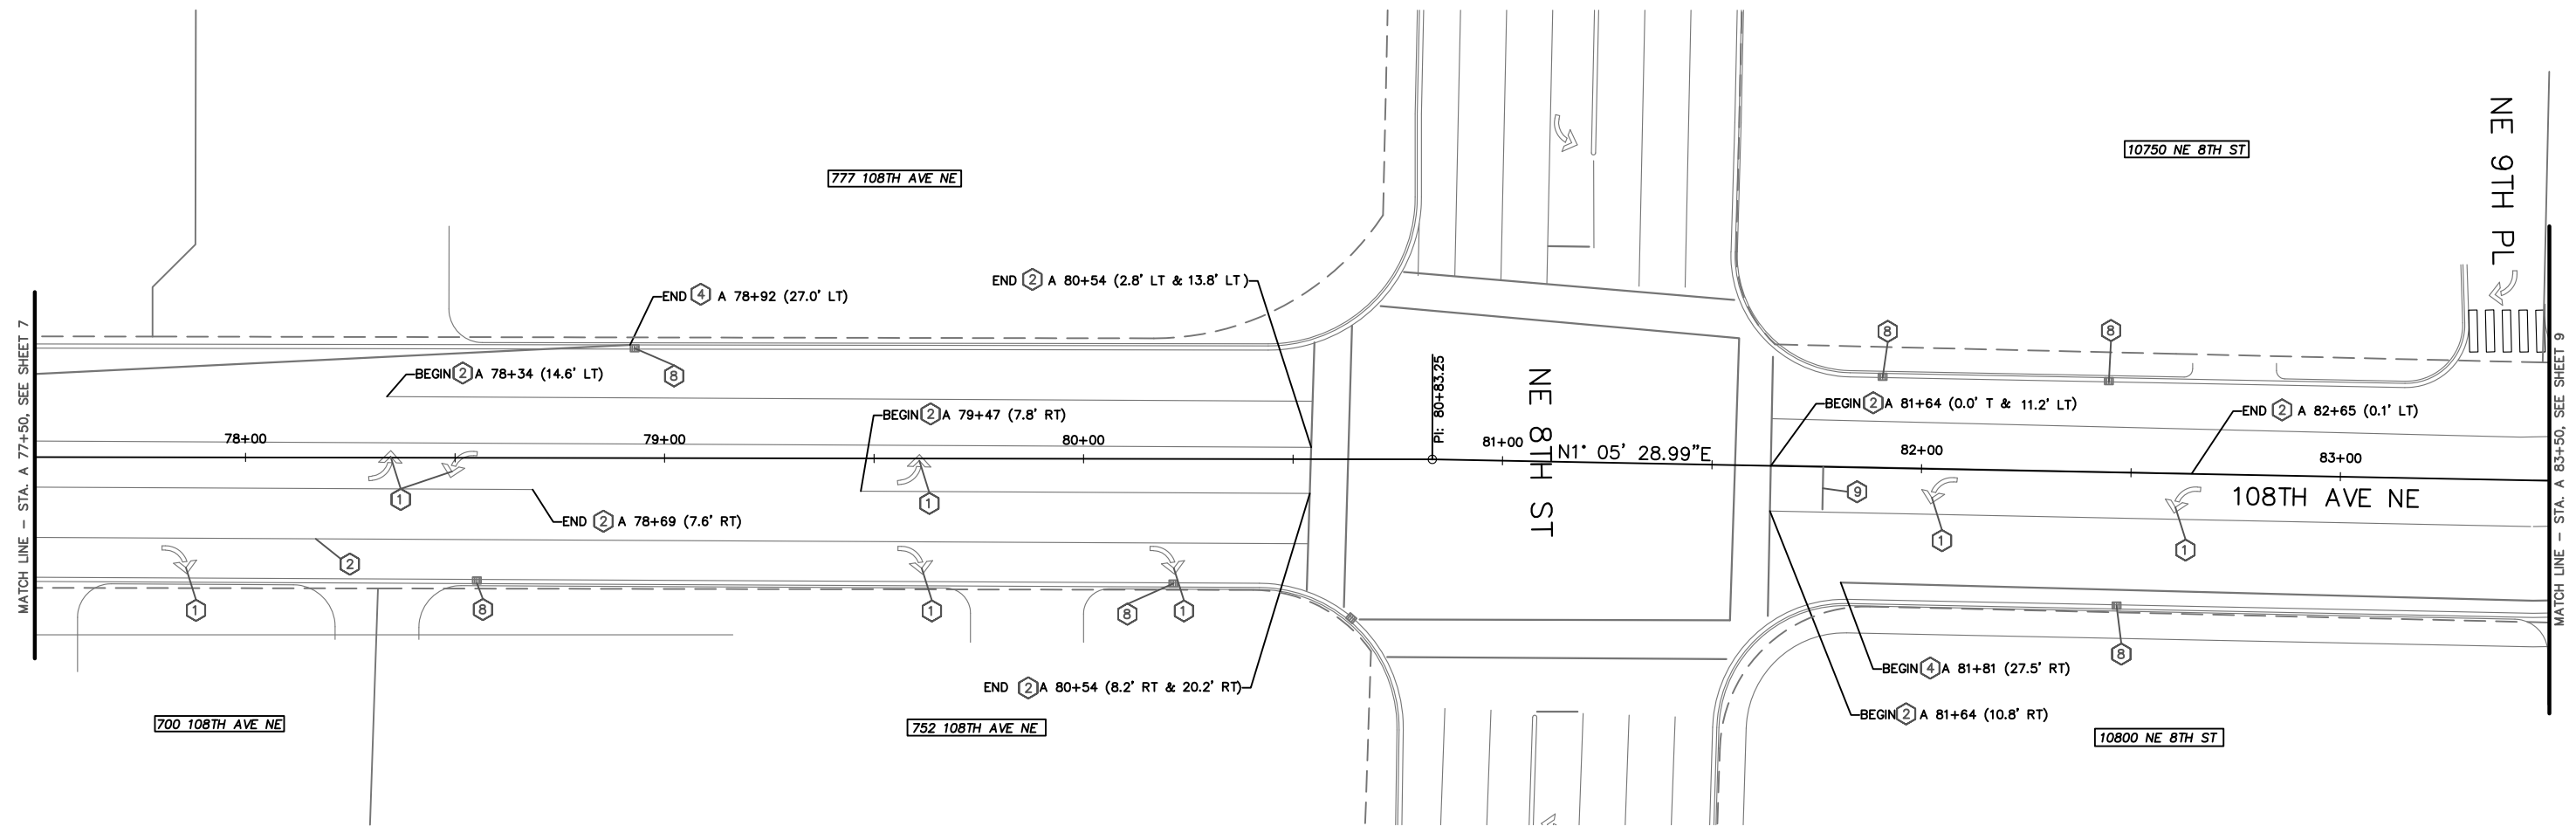 NE 9TH PL
10750 NE 8TH ST
777 108TH AVE NE
END 2 A 80+54 (2.8' LT & 13.8' LT)
END 4 A 78+92 (27.0' LT)
8
8
MATCH LINE - STA. A 77+50, SEE SHEET 7
BEGIN 2 A 78+34 (14.6' LT)
8
PI: 80+83.25
NE 8TH ST
BEGIN 2 A 81+64 (0.0' T & 11.2' LT)
END 2 A 82+65 (0.1' LT)
MATCH LINE - STA. A 83+50, SEE SHEET 9
BEGIN 2 A 79+47 (7.8' RT)
78+00
79+00
80+00
81+00
N1° 05' 28.99"E
82+00
83+00
1
1
9
108TH AVE NE
END 2 A 78+69 (7.6' RT)
1
1
2
1
8
1
8
1
8
BEGIN 4 A 81+81 (27.5' RT)
END 2 A 80+54 (8.2' RT & 20.2' RT)
BEGIN 2 A 81+64 (10.8' RT)
700 108TH AVE NE
752 108TH AVE NE
10800 NE 8TH ST